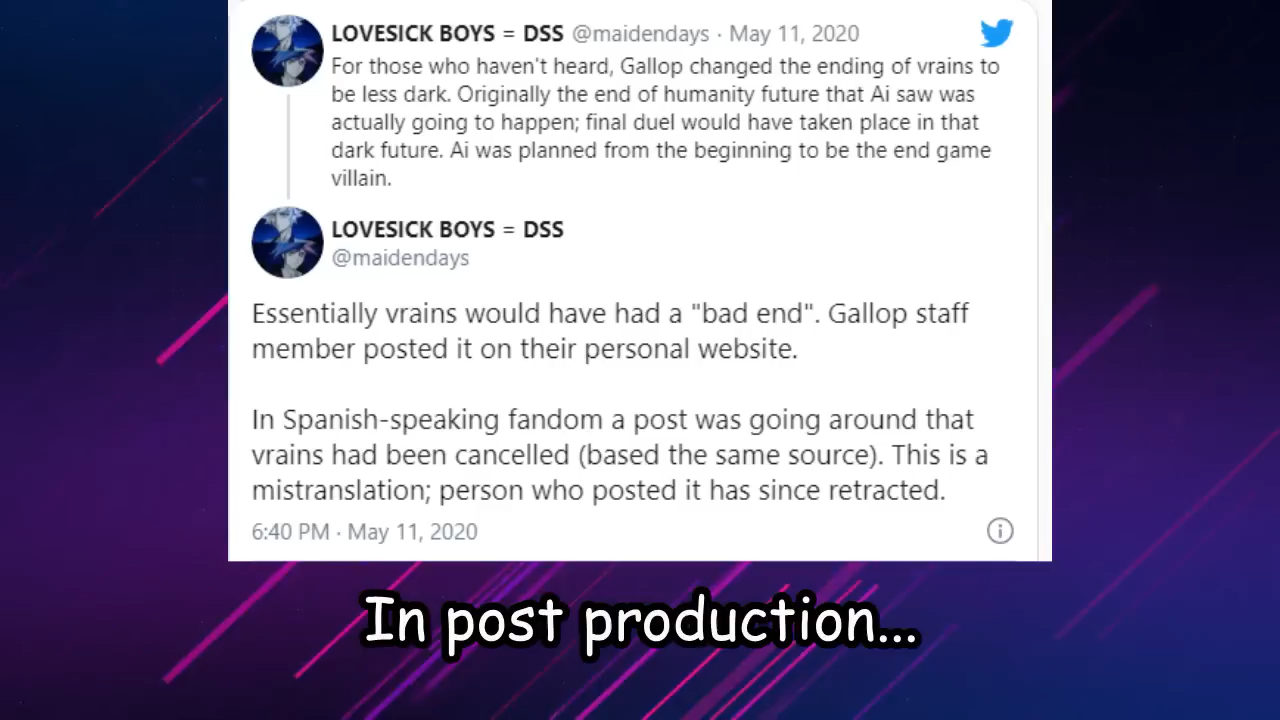 LOVESICK BOYS = DSS @maidendays · May 11, 2020
For those who haven't heard, Gallop changed the ending of vrains to
be less dark. Originally the end of humanity future that Ai saw was
actually going to happen; final duel would have taken place in that
dark future. Ai was planned from the beginning to be the end game
villain.
LOVESICK BOYS = DSS
@maidendays
Essentially vrains would have had a "bad end". Gallop staff
member posted it on their personal website.
In Spanish-speaking fandom a post was going around that
vrains had been cancelled (based the same source). This is a
mistranslation; person who posted it has since retracted.
6:40 PM · May 11, 2020
In post production...